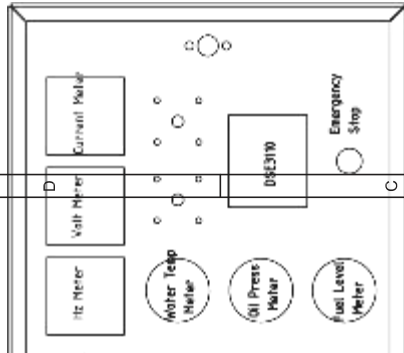 Current Meter
Volt Meter
Hz Meter
D
Water Temp
Meter
DSE3110
Oil Press
Meter
Emergency
Stop
Fuel Level
Meter
C